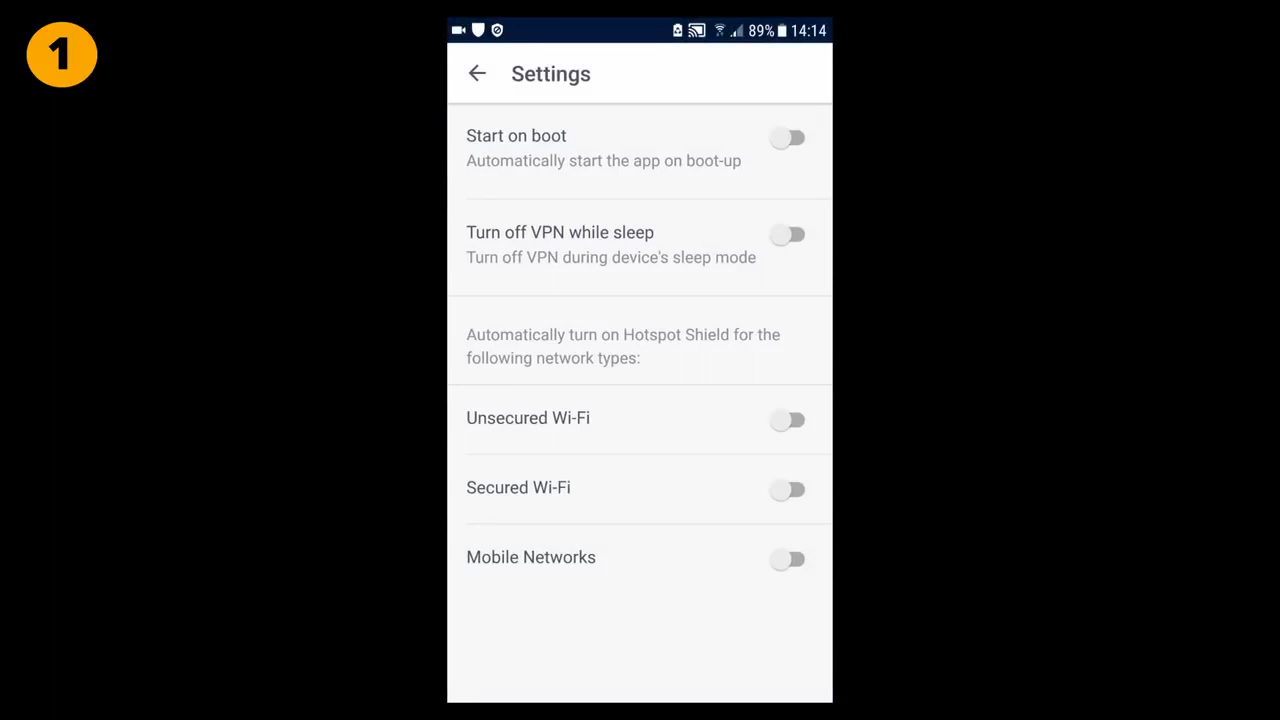 1
89% 14:14
Settings
Start on boot
Automatically start the app on boot-up
Turn off VPN while sleep
Turn off VPN during device's sleep mode
Automatically turn on Hotspot Shield for the
following network types:
Unsecured Wi-Fi
Secured Wi-Fi
Mobile Networks